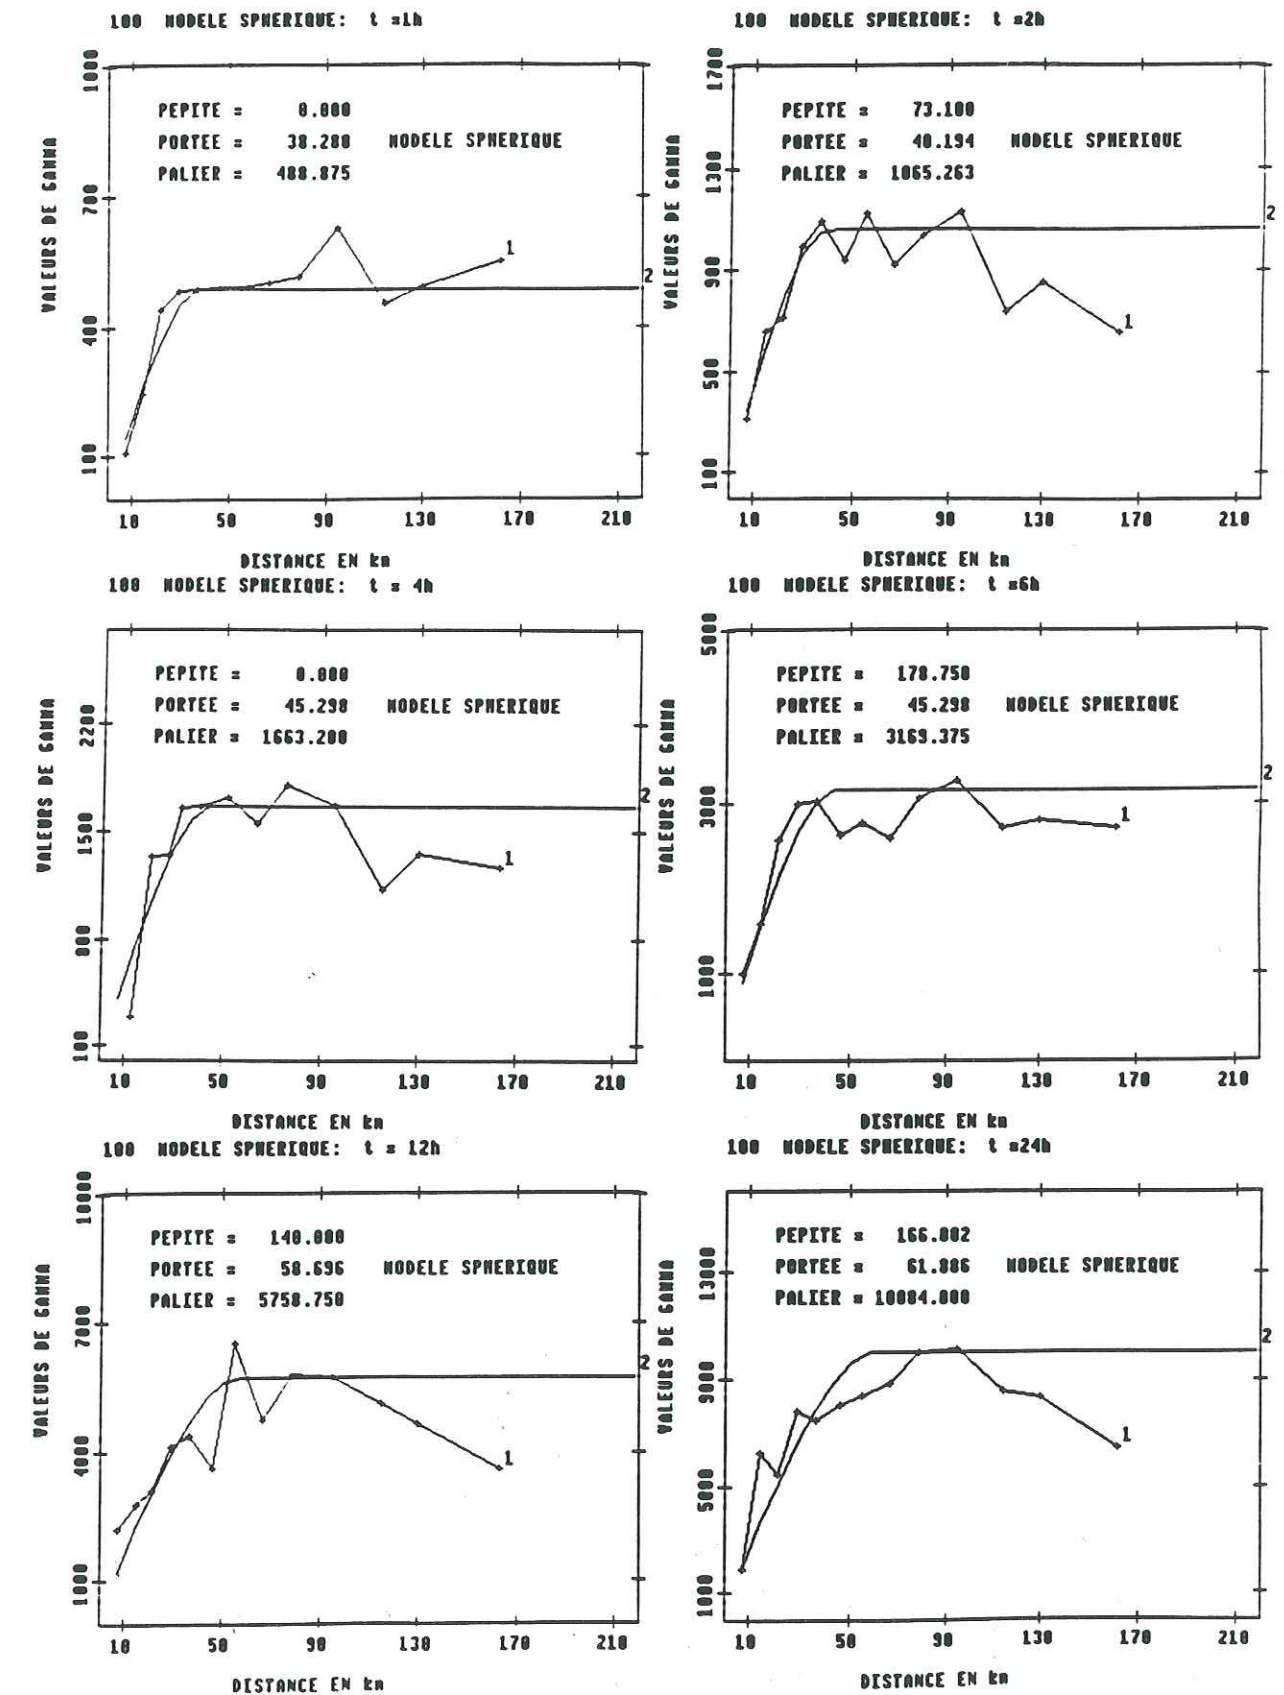 100 MODELE SPHERIQUE: t =1h
VALEURS DE GAMMA
1000
700
400
100
PEPITE = 0.000
PORTEE = 38.280 MODELE SPHERIQUE
PALIER = 488.875
1
2
10 50 90 130 170 210
DISTANCE EN km
100 MODELE SPHERIQUE: t =2h
VALEURS DE GAMMA
1700
1300
900
500
100
PEPITE = 73.100
PORTEE = 40.194 MODELE SPHERIQUE
PALIER = 1065.263
2
1
10 50 90 130 170 210
DISTANCE EN km
100 MODELE SPHERIQUE: t = 4h
VALEURS DE GAMMA
2200
1500
800
100
PEPITE = 0.000
PORTEE = 45.298 MODELE SPHERIQUE
PALIER = 1663.200
2
1
10 50 90 130 170 210
DISTANCE EN km
100 MODELE SPHERIQUE: t =6h
VALEURS DE GAMMA
5000
3000
1000
PEPITE = 178.750
PORTEE = 45.298 MODELE SPHERIQUE
PALIER = 3169.375
2
1
10 50 90 130 170 210
DISTANCE EN km
100 MODELE SPHERIQUE: t = 12h
VALEURS DE GAMMA
10000
7000
4000
1000
PEPITE = 140.000
PORTEE = 58.696 MODELE SPHERIQUE
PALIER = 5758.750
2
1
10 50 90 130 170 210
DISTANCE EN km
100 MODELE SPHERIQUE: t =24h
VALEURS DE GAMMA
13000
9000
5000
1000
PEPITE = 166.002
PORTEE = 61.886 MODELE SPHERIQUE
PALIER = 10084.000
2
1
10 50 90 130 170 210
DISTANCE EN km